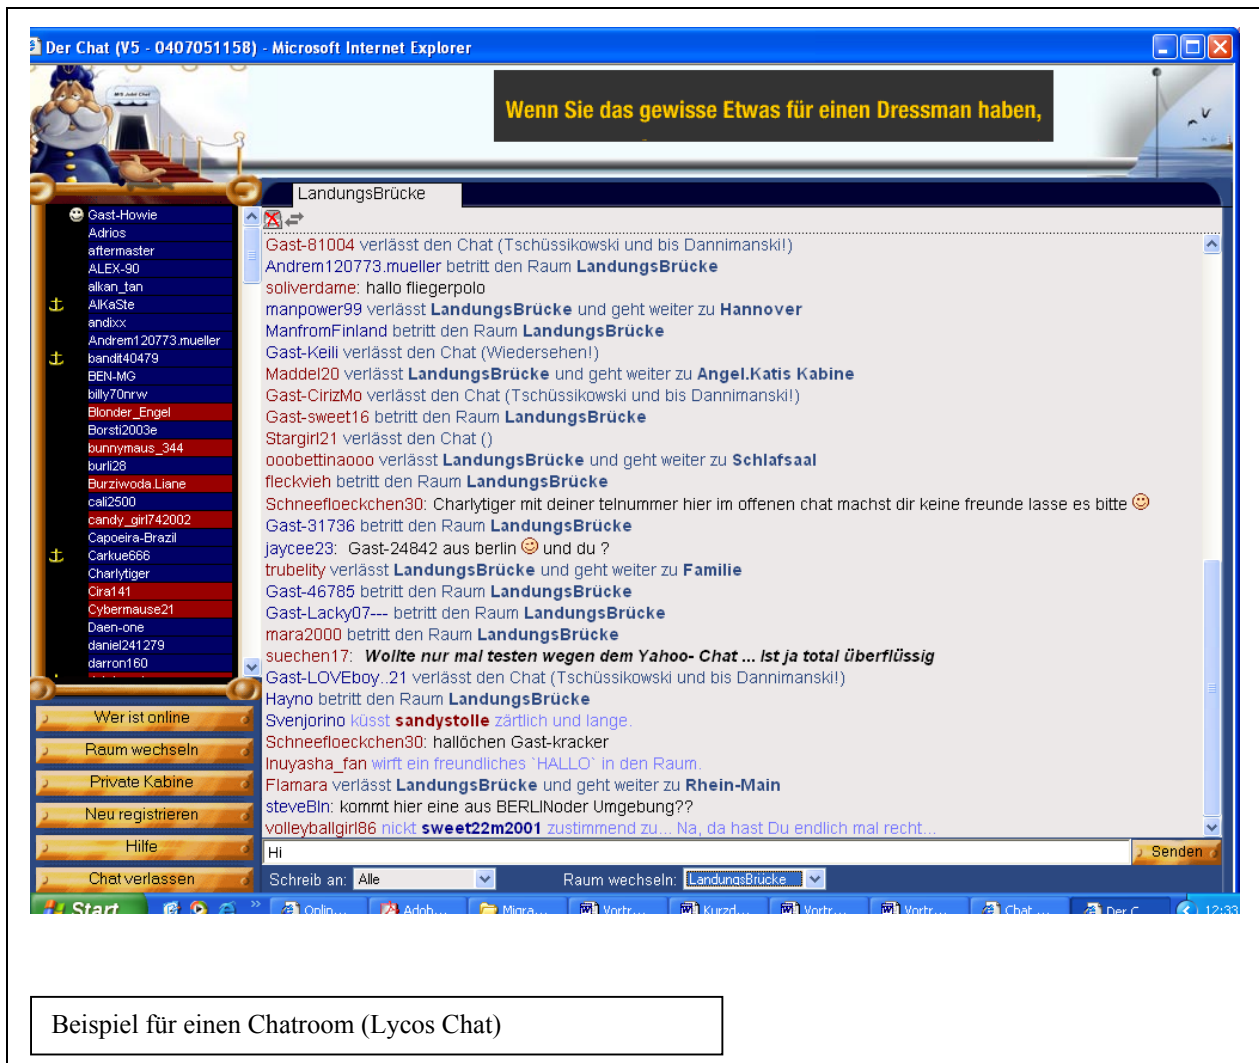 Der Chat (V5 - 0407051158) - Microsoft Internet Explorer
Wenn Sie das gewisse Etwas für einen Dressman haben,
LandungsBrücke
Gast-Howie
Adrios
aftermaster
ALEX-90
alkan_tan
AlKaSte
andixx
Andrem120773.mueller
bandit40479
BEN-MG
billy70nrw
Blonder_Engel
Borsti2003e
bunnymaus_344
burli28
Burziwoda.Liane
cali2500
candy_girl742002
Capoeira-Brazil
Carkue666
Charlytiger
Cira141
Cybermause21
Daen-one
daniel241279
darron160
Gast-81004 verlässt den Chat (Tschüssikowski und bis Dannimanski!)
Andrem120773.mueller betritt den Raum LandungsBrücke
soliverdame: hallo fliegerpolo
manpower99 verlässt LandungsBrücke und geht weiter zu Hannover
ManfromFinland betritt den Raum LandungsBrücke
Gast-Keili verlässt den Chat (Wiedersehen!)
Maddel20 verlässt LandungsBrücke und geht weiter zu Angel.Katis Kabine
Gast-CirizMo verlässt den Chat (Tschüssikowski und bis Dannimanski!)
Gast-sweet16 betritt den Raum LandungsBrücke
Stargirl21 verlässt den Chat ()
ooobettinaooo verlässt LandungsBrücke und geht weiter zu Schlafsaal
fleckvieh betritt den Raum LandungsBrücke
Schneefloeckchen30: Charlytiger mit deiner telnummer hier im offenen chat machst dir keine freunde lasse es bitte
Gast-31736 betritt den Raum LandungsBrücke
jaycee23: Gast-24842 aus berlin und du ?
trubelity verlässt LandungsBrücke und geht weiter zu Familie
Gast-46785 betritt den Raum LandungsBrücke
Gast-Lacky07--- betritt den Raum LandungsBrücke
mara2000 betritt den Raum LandungsBrücke
suechen17: Wollte nur mal testen wegen dem Yahoo- Chat ... Ist ja total überflüssig
Gast-LOVEboy..21 verlässt den Chat (Tschüssikowski und bis Dannimanski!)
Hayno betritt den Raum LandungsBrücke
Svenjorino küsst sandystolle zärtlich und lange.
Schneefloeckchen30: hallöchen Gast-kracker
Inuyasha_fan wirft ein freundliches `HALLO` in den Raum.
Flamara verlässt LandungsBrücke und geht weiter zu Rhein-Main
steveBln: kommt hier eine aus BERLINoder Umgebung??
volleyballgirl86 nickt sweet22m2001 zustimmend zu... Na, da hast Du endlich mal recht...
Wer ist online
Raum wechseln
Private Kabine
Neu registrieren
Hilfe
Chat verlassen
Hi
Senden
Schreib an: Alle Raum wechseln: LandungsBrücke
Start Onlin... Adob... Migra... Vortr... Kurzd... Vortr... Vortr... Chat ... Der C... 12:33
Beispiel für einen Chatroom (Lycos Chat)